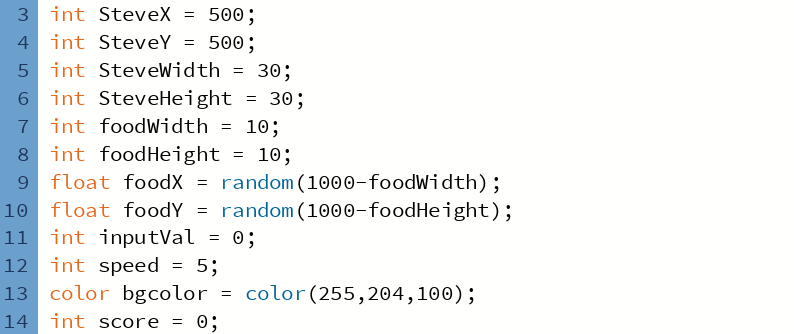 3 int SteveX = 500;
4 int SteveY = 500;
5 int SteveWidth = 30;
6 int SteveHeight = 30;
7 int foodWidth = 10;
8 int foodHeight = 10;
9 float foodX = random(1000-foodWidth);
10 float foodY = random(1000-foodHeight);
11 int inputVal = 0;
12 int speed = 5;
13 color bgcolor = color(255,204,100);
14 int score = 0;